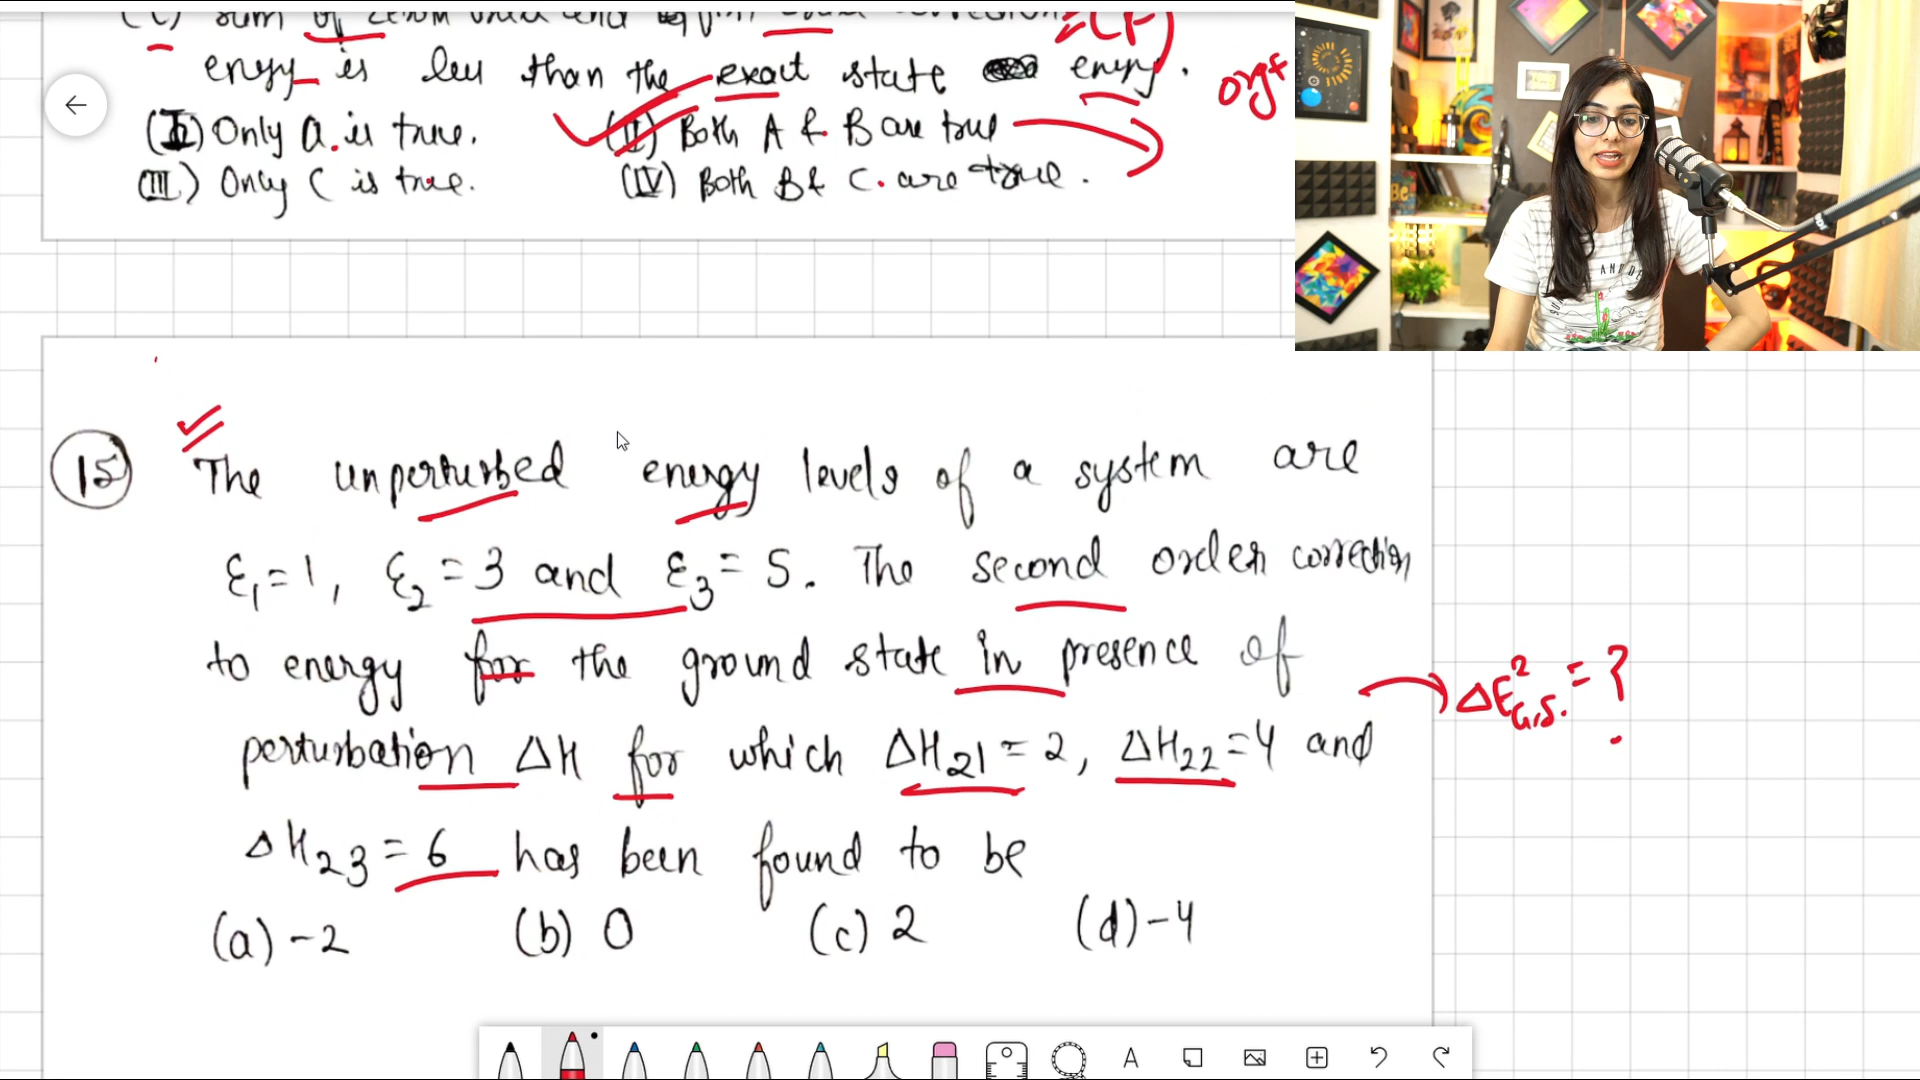 energy is less than the exact state energy.
(I) Only A is true. (II) Both A & B are true
(III) Only C is true. (IV) Both B & C. are true.
(15) The unperturbed energy levels of a system are
ε₁=1, ε₂=3 and ε₃=5. The second order correction
to energy for the ground state in presence of
→ ΔE²G.S. = ?
perturbation ΔH for which ΔH₂₁=2, ΔH₂₂=4 and
ΔH₂₃=6 has been found to be
(a) -2 (b) 0 (c) 2 (d) -4